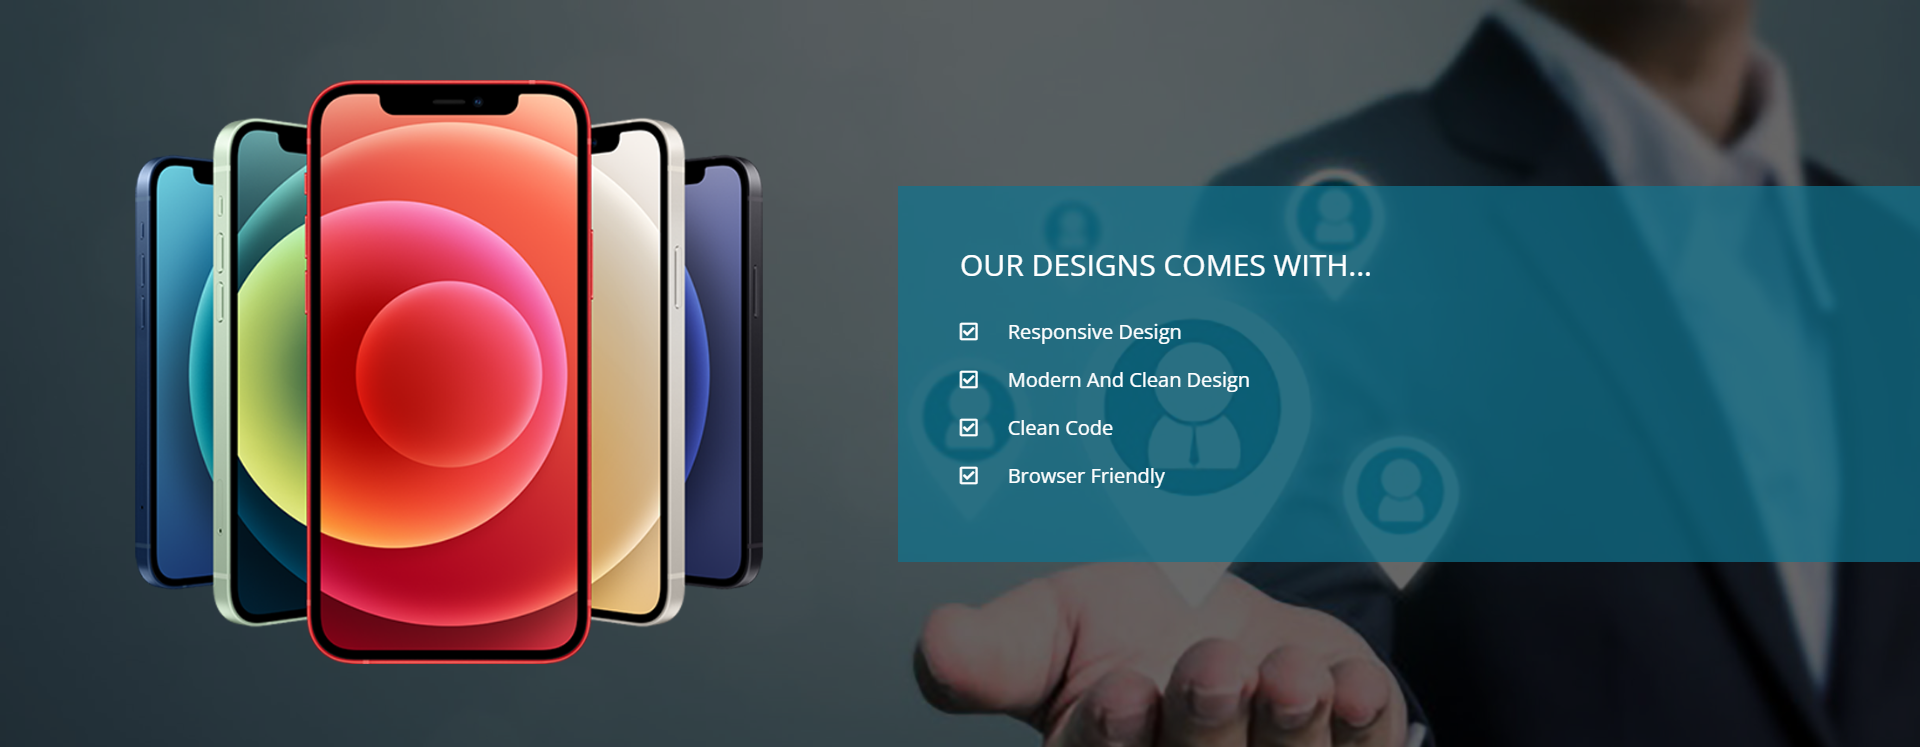 OUR DESIGNS COMES WITH...
Responsive Design
Modern And Clean Design
Clean Code
Browser Friendly